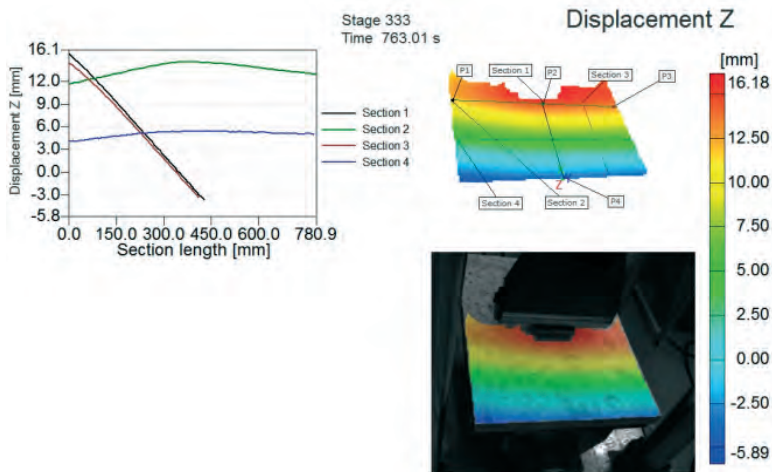 Stage 333
Time 763.01 s
Displacement Z
Displacement Z [mm]
16.1
12.0
9.0
6.0
3.0
0.0
-3.0
-5.8
0.0 150.0 300.0 450.0 600.0 780.9
Section length [mm]
Section 1
Section 2
Section 3
Section 4
P1
Section 1
P2
Section 3
P3
Section 4
Section 2
Z
P4
[mm]
16.18
12.50
10.00
7.50
5.00
2.50
0.00
-2.50
-5.89